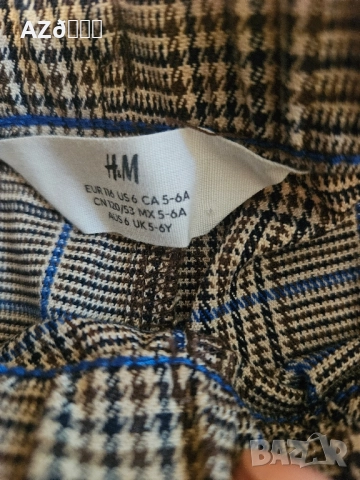 AZð
H&M
EUR 116 US 6 CA 5-6A
CN 120/53 MX 5-6A
AUS 6 UK 5-6Y
BAZAR